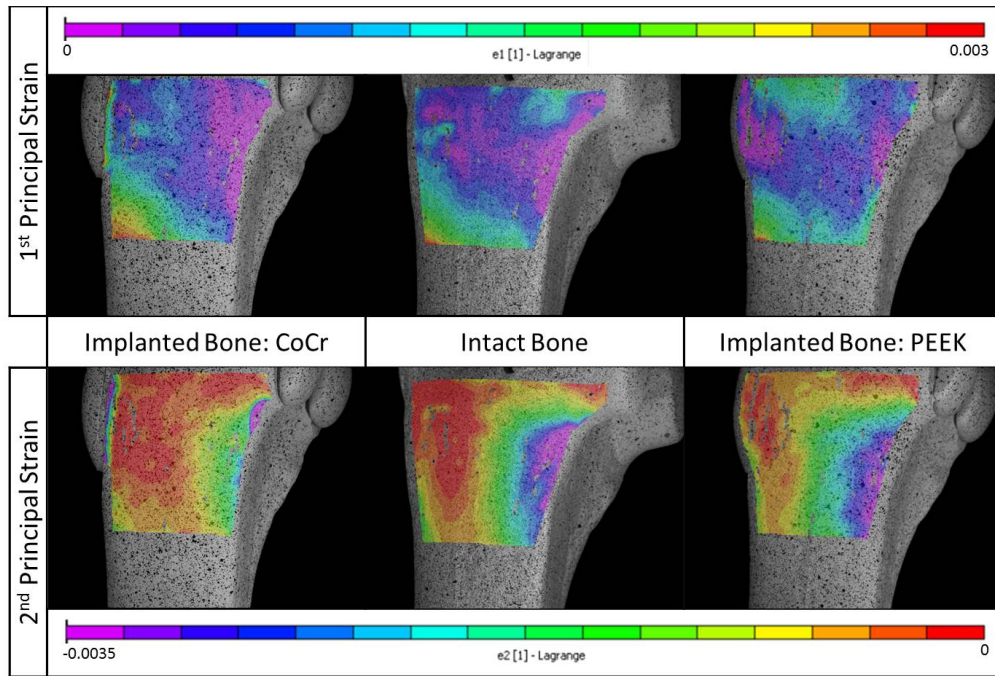 0
0.003
e1 [1] - Lagrange
1st Principal Strain
Implanted Bone: CoCr
Intact Bone
Implanted Bone: PEEK
2nd Principal Strain
-0.0035
0
e2 [1] - Lagrange